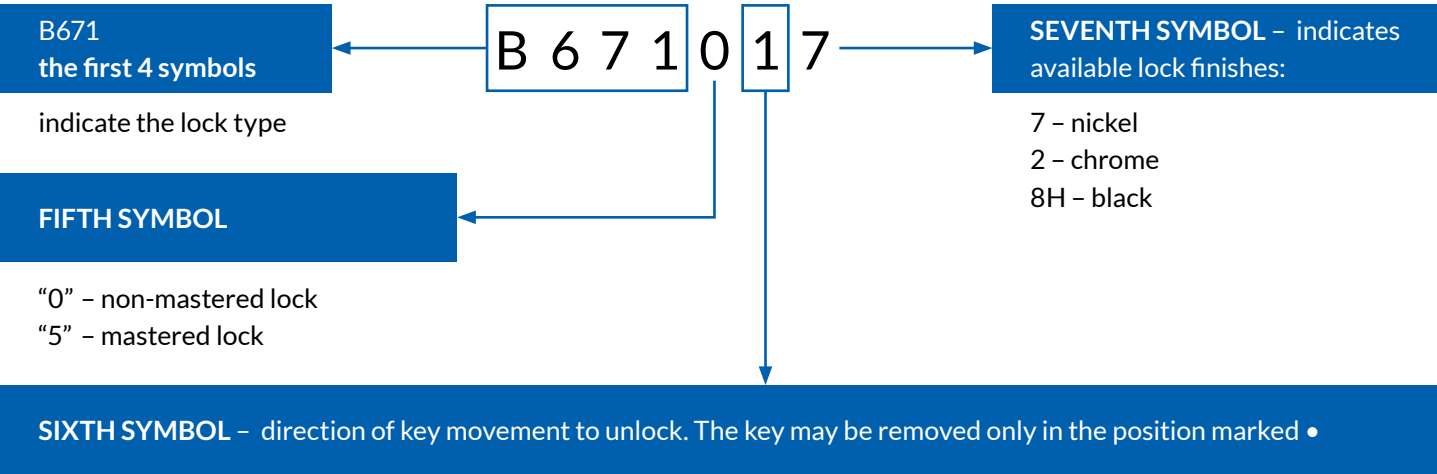 B671
the first 4 symbols
indicate the lock type
B 6 7 1 0 1 7
SEVENTH SYMBOL – indicates
available lock finishes:
7 – nickel
2 – chrome
8H – black
FIFTH SYMBOL
“0” – non-mastered lock
“5” – mastered lock
SIXTH SYMBOL – direction of key movement to unlock. The key may be removed only in the position marked •